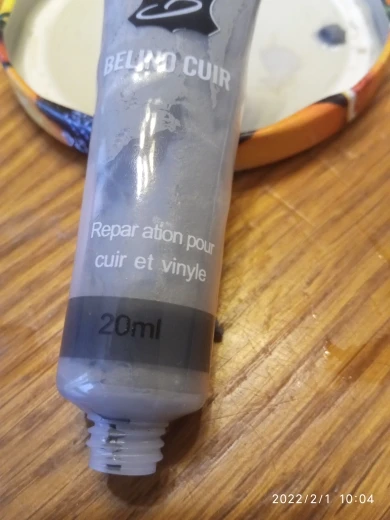 BELINO CUIR
Repar ation pour
cuir et vinyle
20ml
2022/2/1 10:04